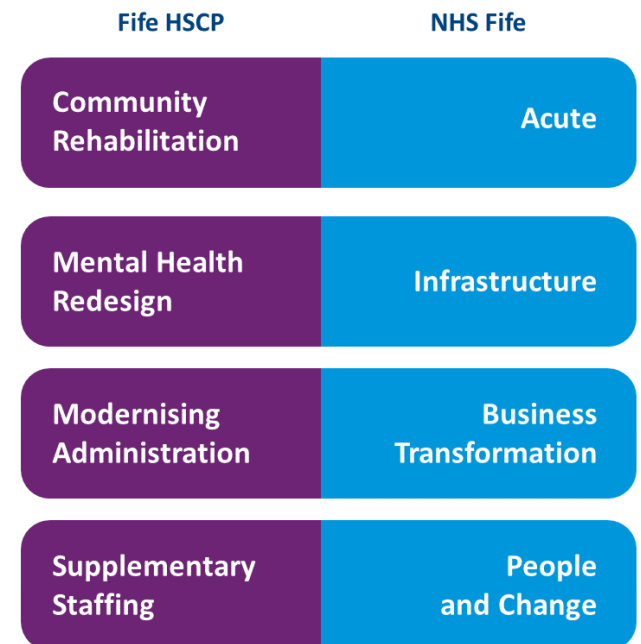 Fife HSCP
NHS Fife
Community
Rehabilitation
Acute
Mental Health
Redesign
Infrastructure
Modernising
Administration
Business
Transformation
Supplementary
Staffing
People
and Change